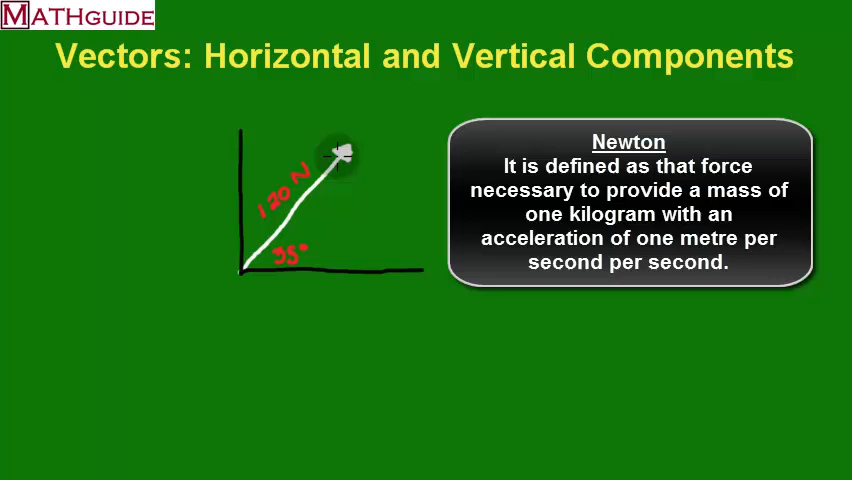 MATHGUIDE
Vectors: Horizontal and Vertical Components
120 N
35°
Newton
It is defined as that force
necessary to provide a mass of
one kilogram with an
acceleration of one metre per
second per second.